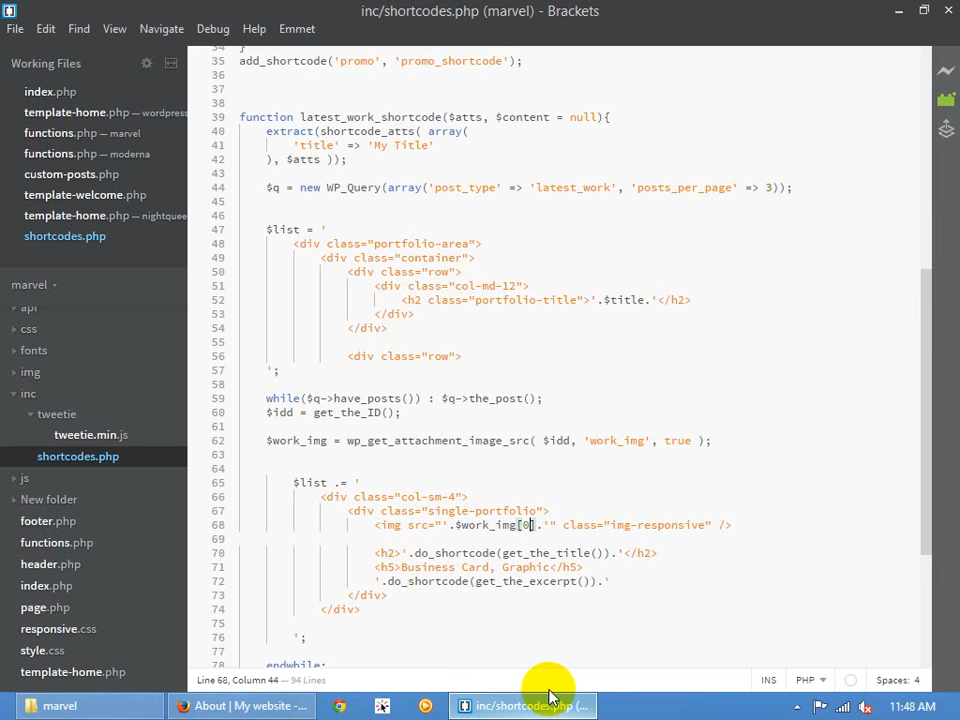 inc/shortcodes.php (marvel) - Brackets
File Edit Find View Navigate Debug Help Emmet
Working Files
index.php
template-home.php — wordpress
functions.php — marvel
functions.php — moderna
custom-posts.php
template-welcome.php
template-home.php — nightquee
shortcodes.php
marvel
api
css
fonts
img
inc
tweetie
tweetie.min.js
shortcodes.php
js
New folder
footer.php
functions.php
header.php
index.php
page.php
responsive.css
style.css
template-home.php
34 }
35 add_shortcode('promo', 'promo_shortcode');
36
37
38
39 function latest_work_shortcode($atts, $content = null){
40 extract(shortcode_atts( array(
41 'title' => 'My Title'
42 ), $atts ));
43
44 $q = new WP_Query(array('post_type' => 'latest_work', 'posts_per_page' => 3));
45
46
47 $list = '
48 <div class="portfolio-area">
49 <div class="container">
50 <div class="row">
51 <div class="col-md-12">
52 <h2 class="portfolio-title">'.$title.'</h2>
53 </div>
54 </div>
55
56 <div class="row">
57 ';
58
59 while($q->have_posts()) : $q->the_post();
60 $idd = get_the_ID();
61
62 $work_img = wp_get_attachment_image_src( $idd, 'work_img', true );
63
64
65 $list .= '
66 <div class="col-sm-4">
67 <div class="single-portfolio">
68 <img src="'.$work_img[0].'" class="img-responsive" />
69
70 <h2>'.do_shortcode(get_the_title()).'</h2>
71 <h5>Business Card, Graphic</h5>
72 '.do_shortcode(get_the_excerpt()).'
73 </div>
74 </div>
75
76 ';
77
78 endwhile;
Line 68, Column 44 — 94 Lines
INS PHP Spaces: 4
marvel
About | My website -...
inc/shortcodes.php (...
11:48 AM